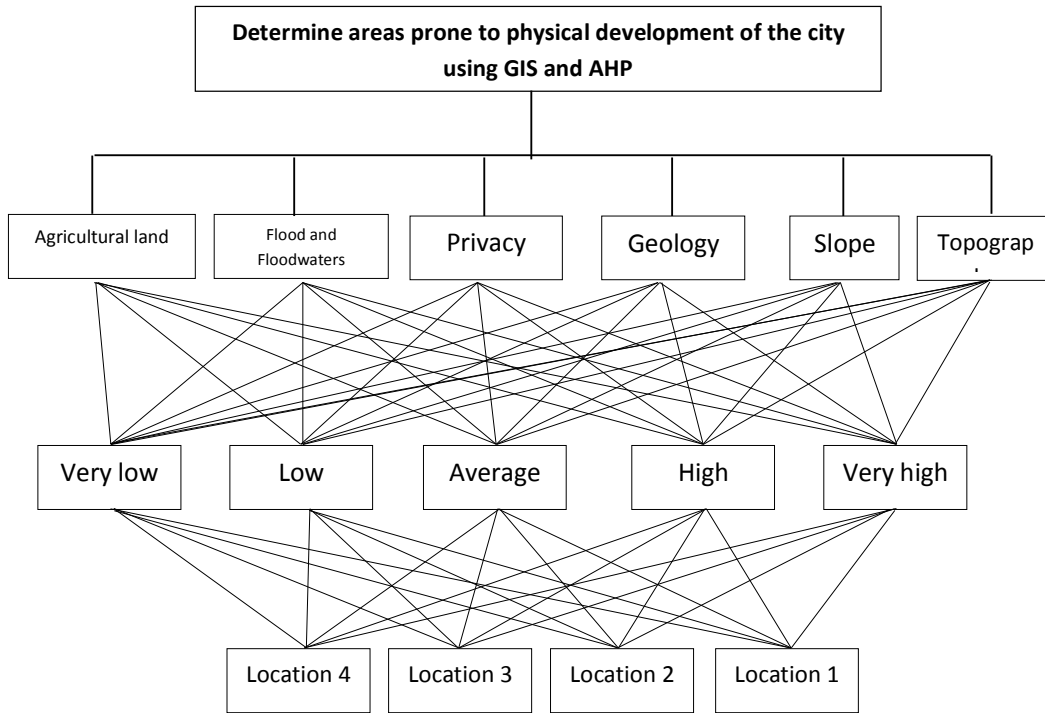 Determine areas prone to physical development of the city
using GIS and AHP
Agricultural land
Flood and
Floodwaters
Privacy
Geology
Slope
Topograp
Very low
Low
Average
High
Very high
Location 4
Location 3
Location 2
Location 1